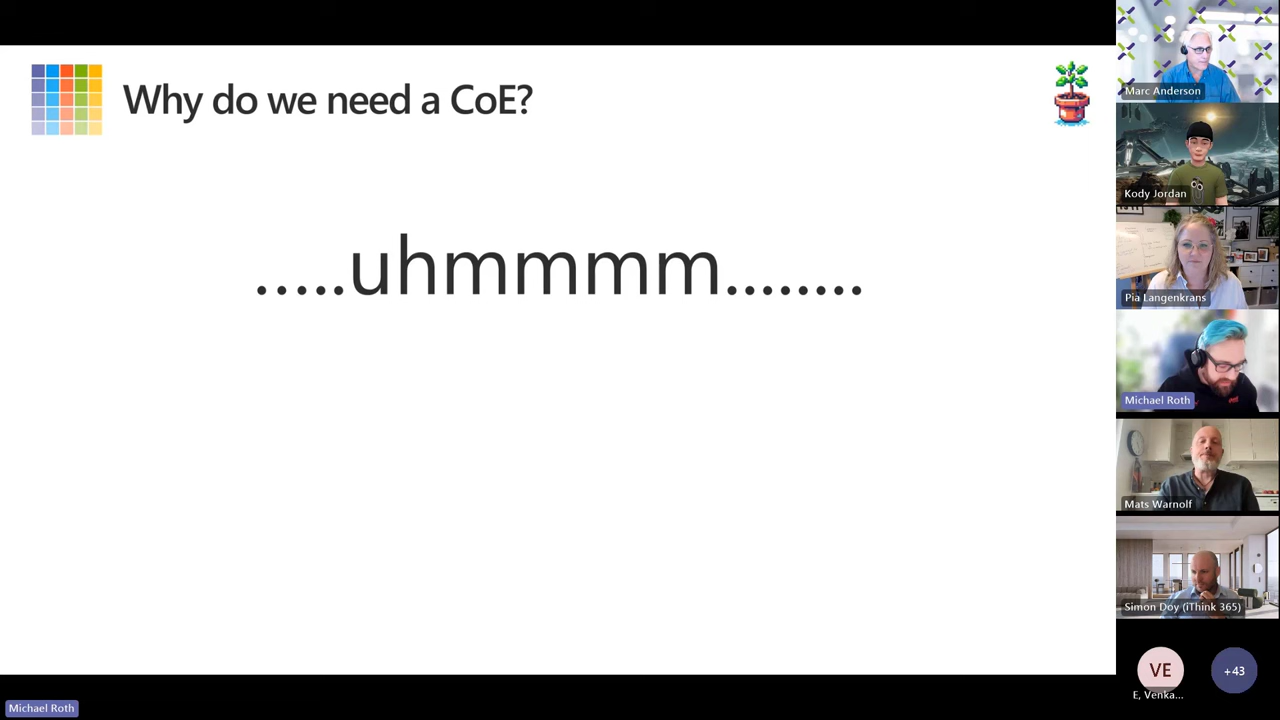 Why do we need a CoE?
.....uhmmmm........
Marc Anderson
Kody Jordan
Pia Langenkrans
Michael Roth
Mats Warnolf
Simon Doy (iThink 365)
VE
+43
E, Venka...
Michael Roth